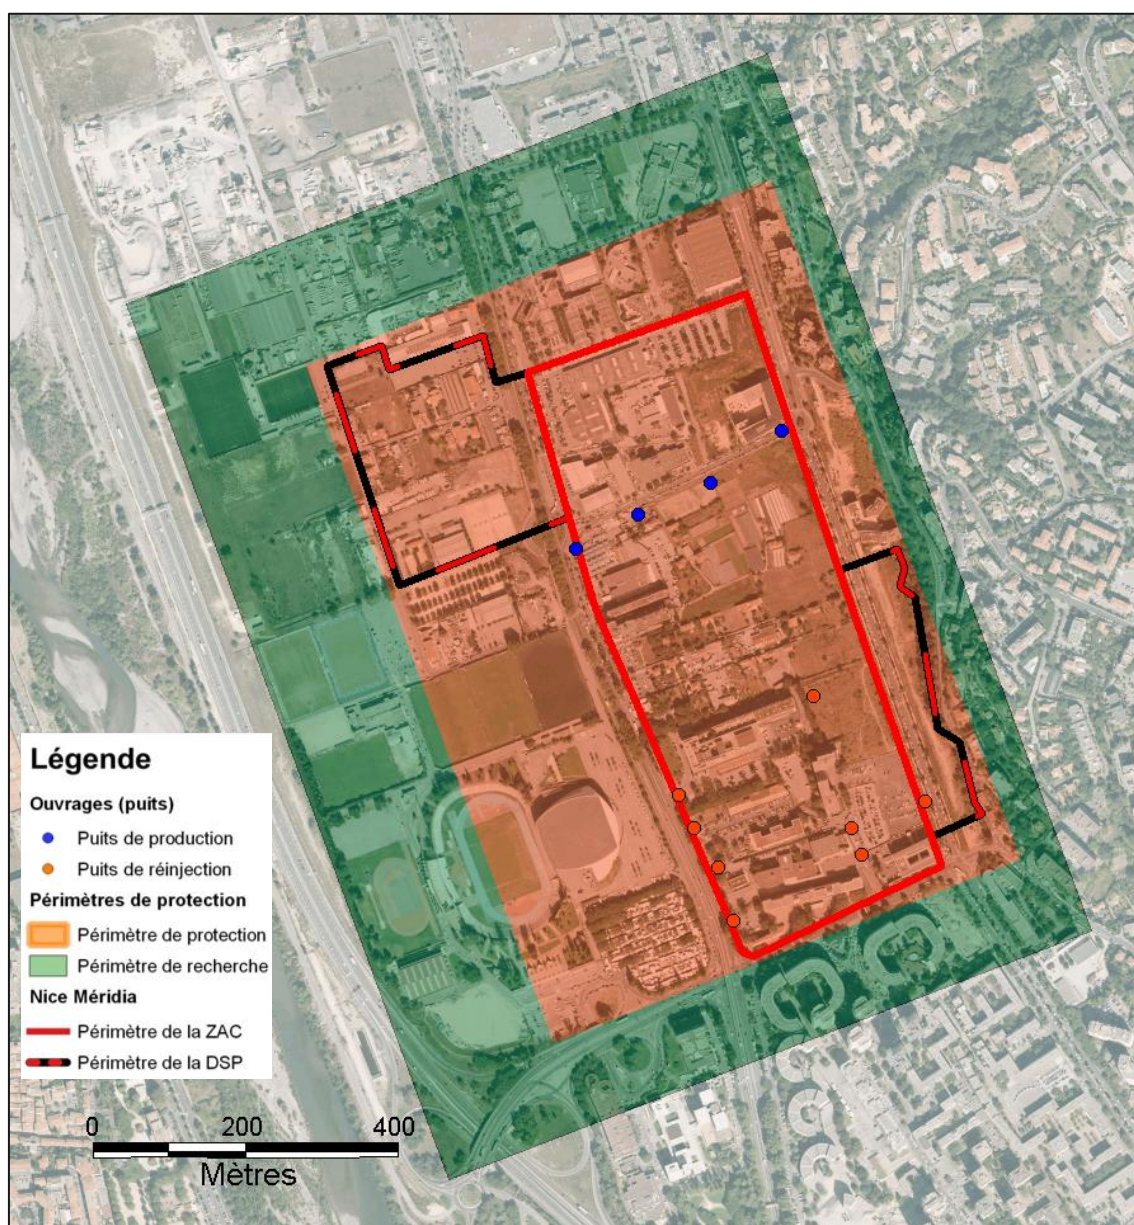 Légende
Ouvrages (puits)
Puits de production
Puits de réinjection
Périmètres de protection
Périmètre de protection
Périmètre de recherche
Nice Méridia
Périmètre de la ZAC
Périmètre de la DSP
0 200 400
Mètres